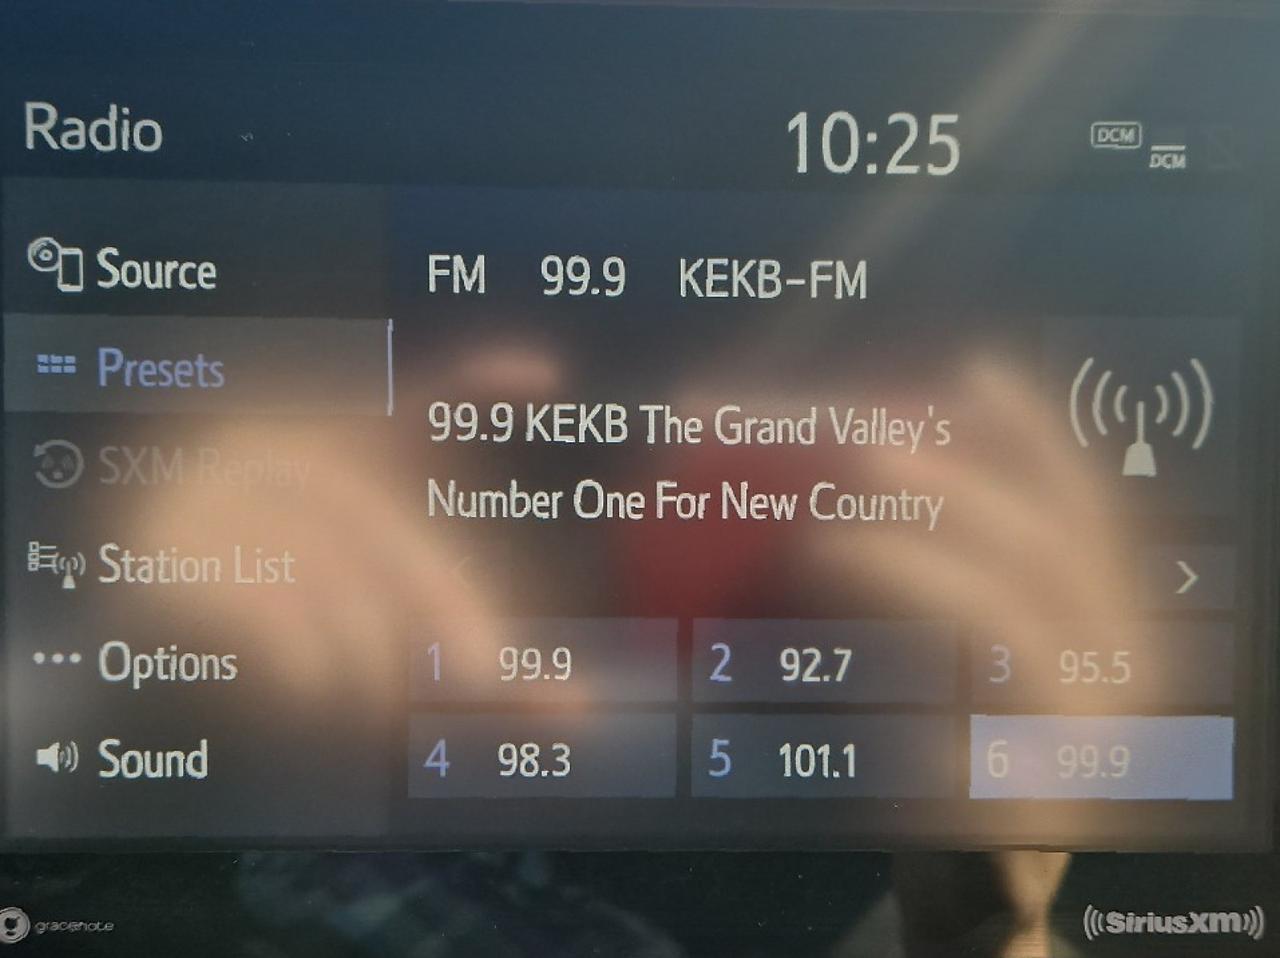 Radio
10:25
DCM
DCM
Source
FM 99.9 KEKB-FM
Presets
99.9 KEKB The Grand Valley's
SXM Replay
Number One For New Country
Station List
Options
1 99.9
2 92.7
3 95.5
Sound
4 98.3
5 101.1
6 99.9
gracenote
SiriusXM